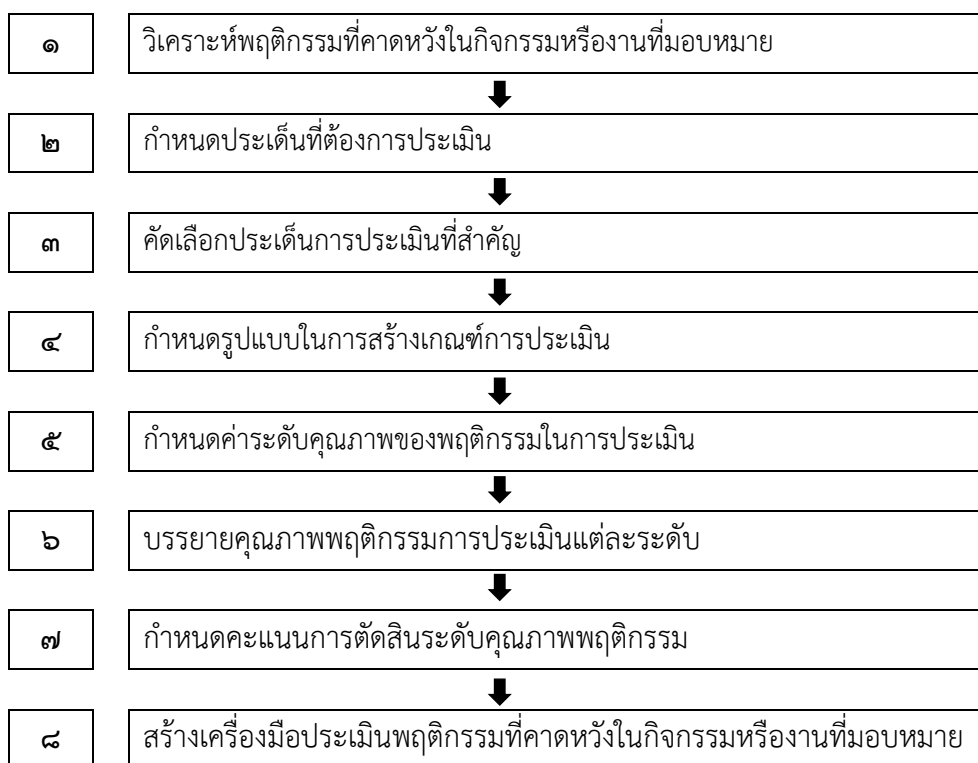 ๑ วิเคราะห์พฤติกรรมที่คาดหวังในกิจกรรมหรืองานที่มอบหมาย
๒ กำหนดประเด็นที่ต้องการประเมิน
๓ คัดเลือกประเด็นการประเมินที่สำคัญ
๔ กำหนดรูปแบบในการสร้างเกณฑ์การประเมิน
๕ กำหนดค่าระดับคุณภาพของพฤติกรรมในการประเมิน
๖ บรรยายคุณภาพพฤติกรรมการประเมินแต่ละระดับ
๗ กำหนดคะแนนการตัดสินระดับคุณภาพพฤติกรรม
๘ สร้างเครื่องมือประเมินพฤติกรรมที่คาดหวังในกิจกรรมหรืองานที่มอบหมาย